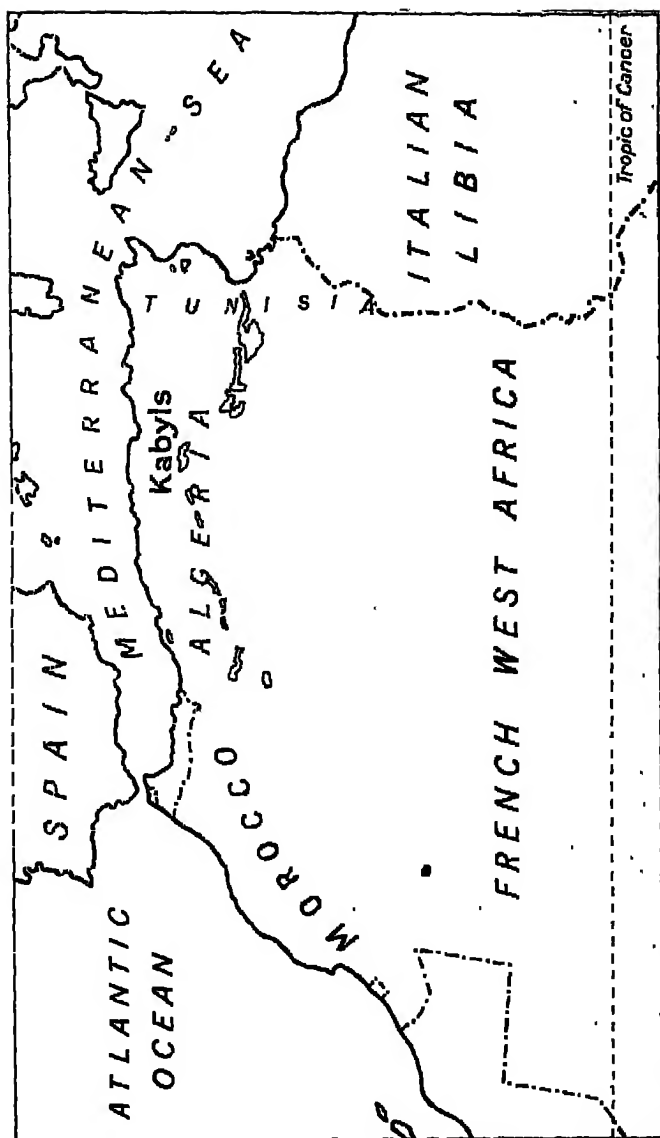 SPAIN
MEDITERRANEAN SEA
ATLANTIC
OCEAN
Kabyls
TUNISIA
ALGERIA
MOROCCO
ITALIAN
LIBIA
FRENCH WEST AFRICA
Tropic of Cancer